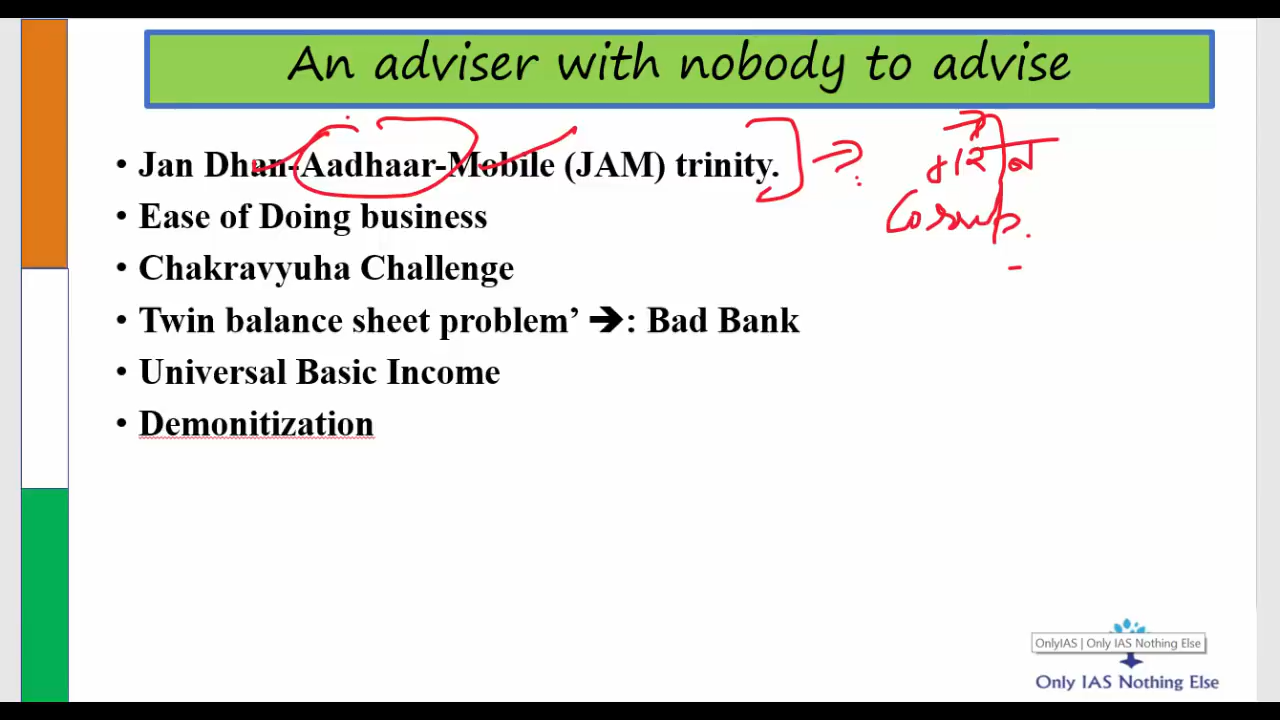 An adviser with nobody to advise
• Jan Dhan-Aadhaar-Mobile (JAM) trinity.
• Ease of Doing business
• Chakravyuha Challenge
• Twin balance sheet problem’ ➔: Bad Bank
• Universal Basic Income
• Demonitization
OnlyIAS | Only IAS Nothing Else
Only IAS Nothing Else